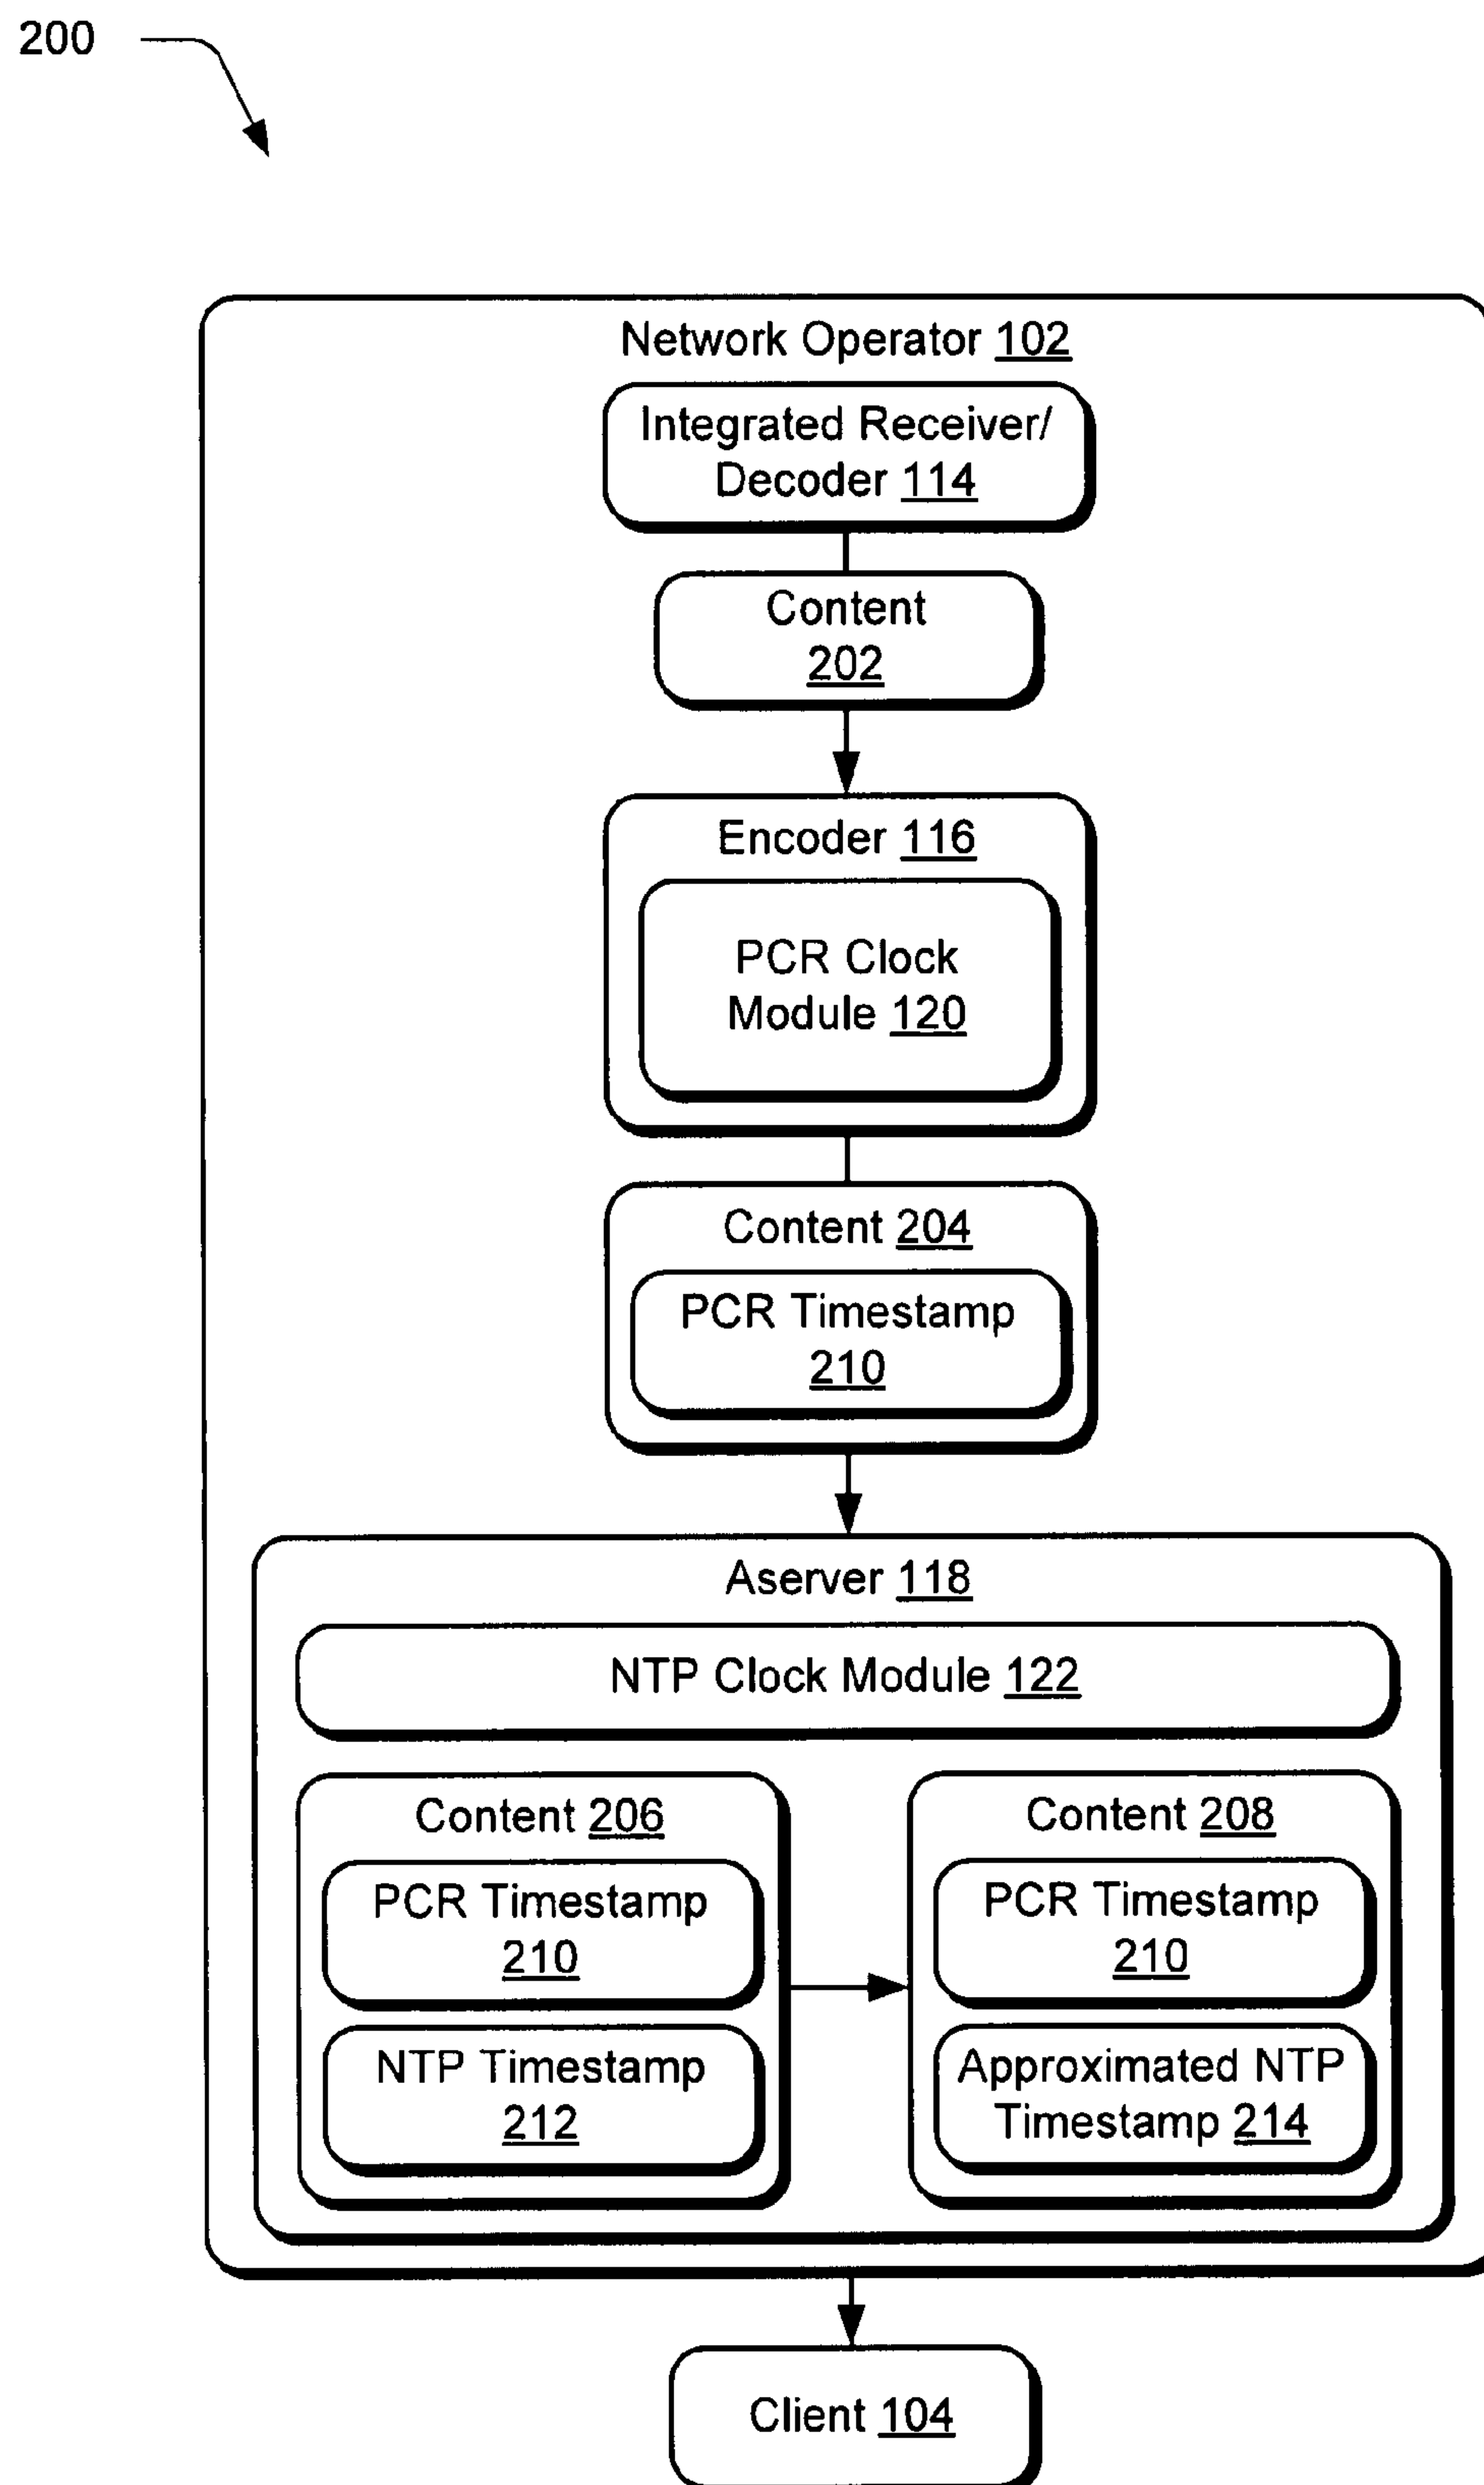 200
Network Operator 102
Integrated Receiver/
Decoder 114
Content
202
Encoder 116
PCR Clock
Module 120
Content 204
PCR Timestamp
210
Aserver 118
NTP Clock Module 122
Content 206
PCR Timestamp
210
NTP Timestamp
212
Content 208
PCR Timestamp
210
Approximated NTP
Timestamp 214
Client 104